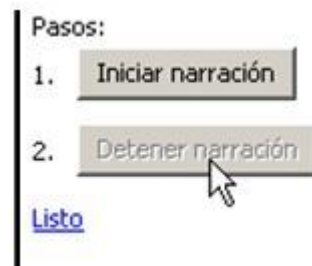 Pasos:
1. Iniciar narración
2. Detener narración
Listo